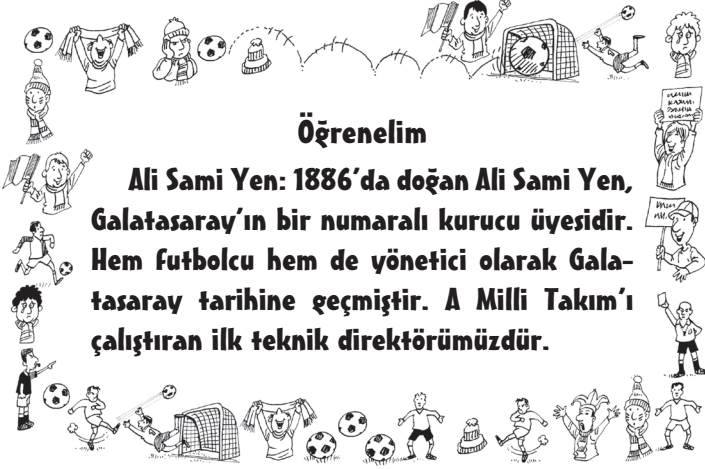 Öğrenelim
Ali Sami Yen: 1886'da doğan Ali Sami Yen,
Galatasaray'ın bir numaralı kurucu üyesidir.
Hem futbolcu hem de yönetici olarak Gala-
tasaray tarihine geçmiştir. A Milli Takım'ı
çalıştıran ilk teknik direktörümüzdür.